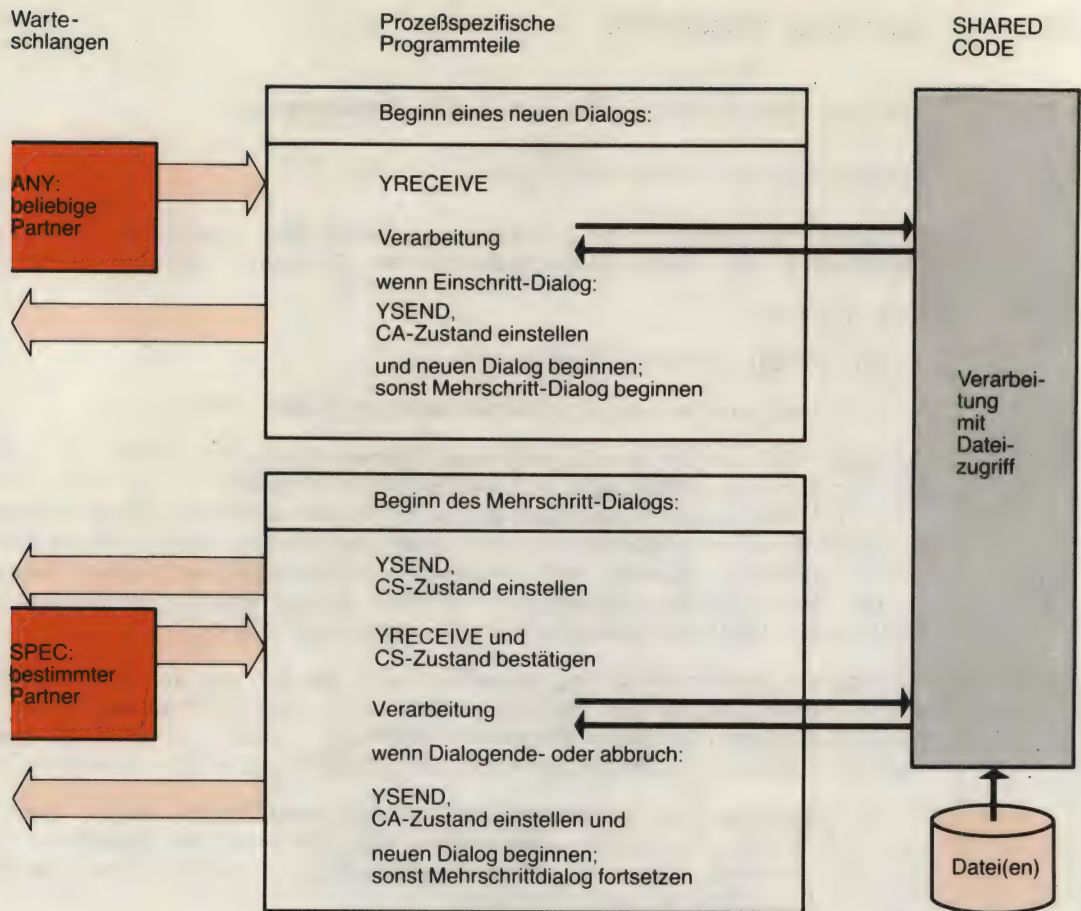 Warte-
schlangen
Prozeßspezifische
Programmteile
SHARED
CODE
Beginn eines neuen Dialogs:
ANY:
beliebige
Partner
YRECEIVE
Verarbeitung
wenn Einschritt-Dialog:
YSEND,
CA-Zustand einstellen
und neuen Dialog beginnen;
sonst Mehrschritt-Dialog beginnen
Verarbei-
tung
mit
Datei-
zugriff
Beginn des Mehrschritt-Dialogs:
YSEND,
CS-Zustand einstellen
SPEC:
bestimmter
Partner
YRECEIVE und
CS-Zustand bestätigen
Verarbeitung
wenn Dialogende- oder abbruch:
YSEND,
CA-Zustand einstellen und
neuen Dialog beginnen;
sonst Mehrschrittdialog fortsetzen
Datei(en)